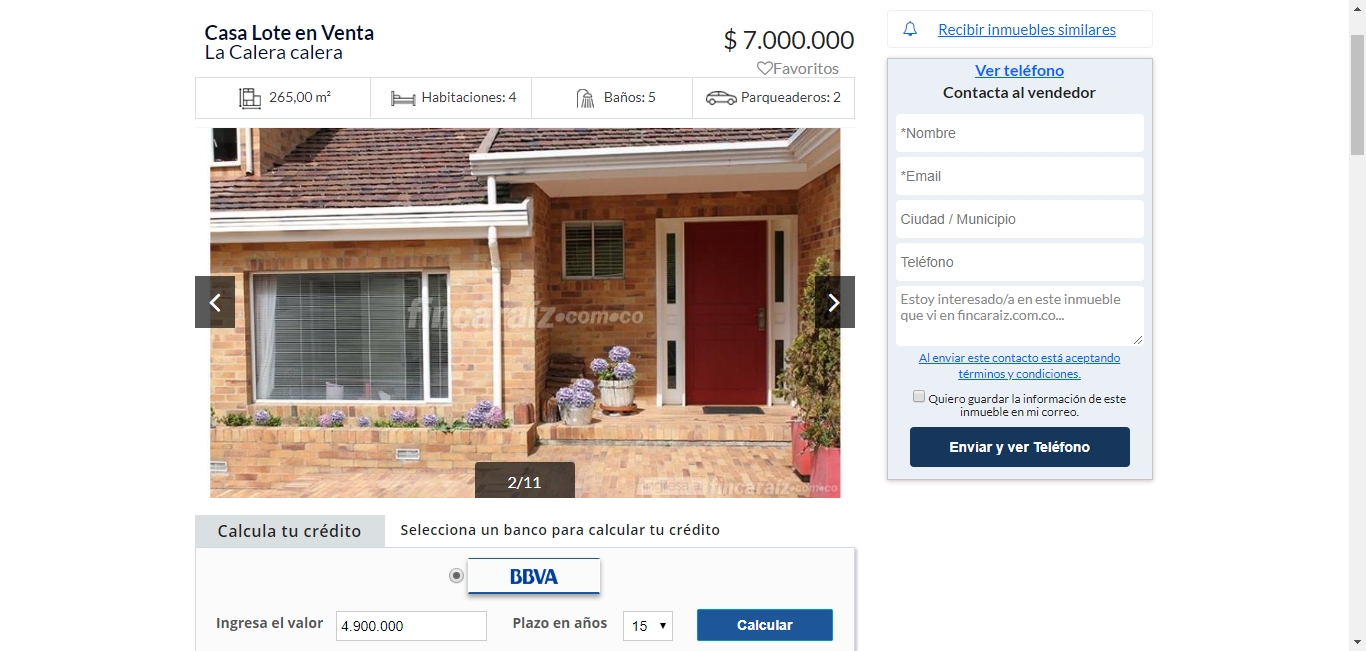 Casa Lote en Venta
La Calera calera
$ 7.000.000
Favoritos
265,00 m²
Habitaciones: 4
Baños: 5
Parqueaderos: 2
fincaraiz.com.co
2/11
fincaraiz.com.co
Recibir inmuebles similares
Ver teléfono
Contacta al vendedor
*Nombre
*Email
Ciudad / Municipio
Teléfono
Estoy interesado/a en este inmueble
que vi en fincaraiz.com.co...
Al enviar este contacto está aceptando
términos y condiciones.
Quiero guardar la información de este
inmueble en mi correo.
Enviar y ver Teléfono
Calcula tu crédito
Selecciona un banco para calcular tu crédito
BBVA
Ingresa el valor
4.900.000
Plazo en años
15
Calcular